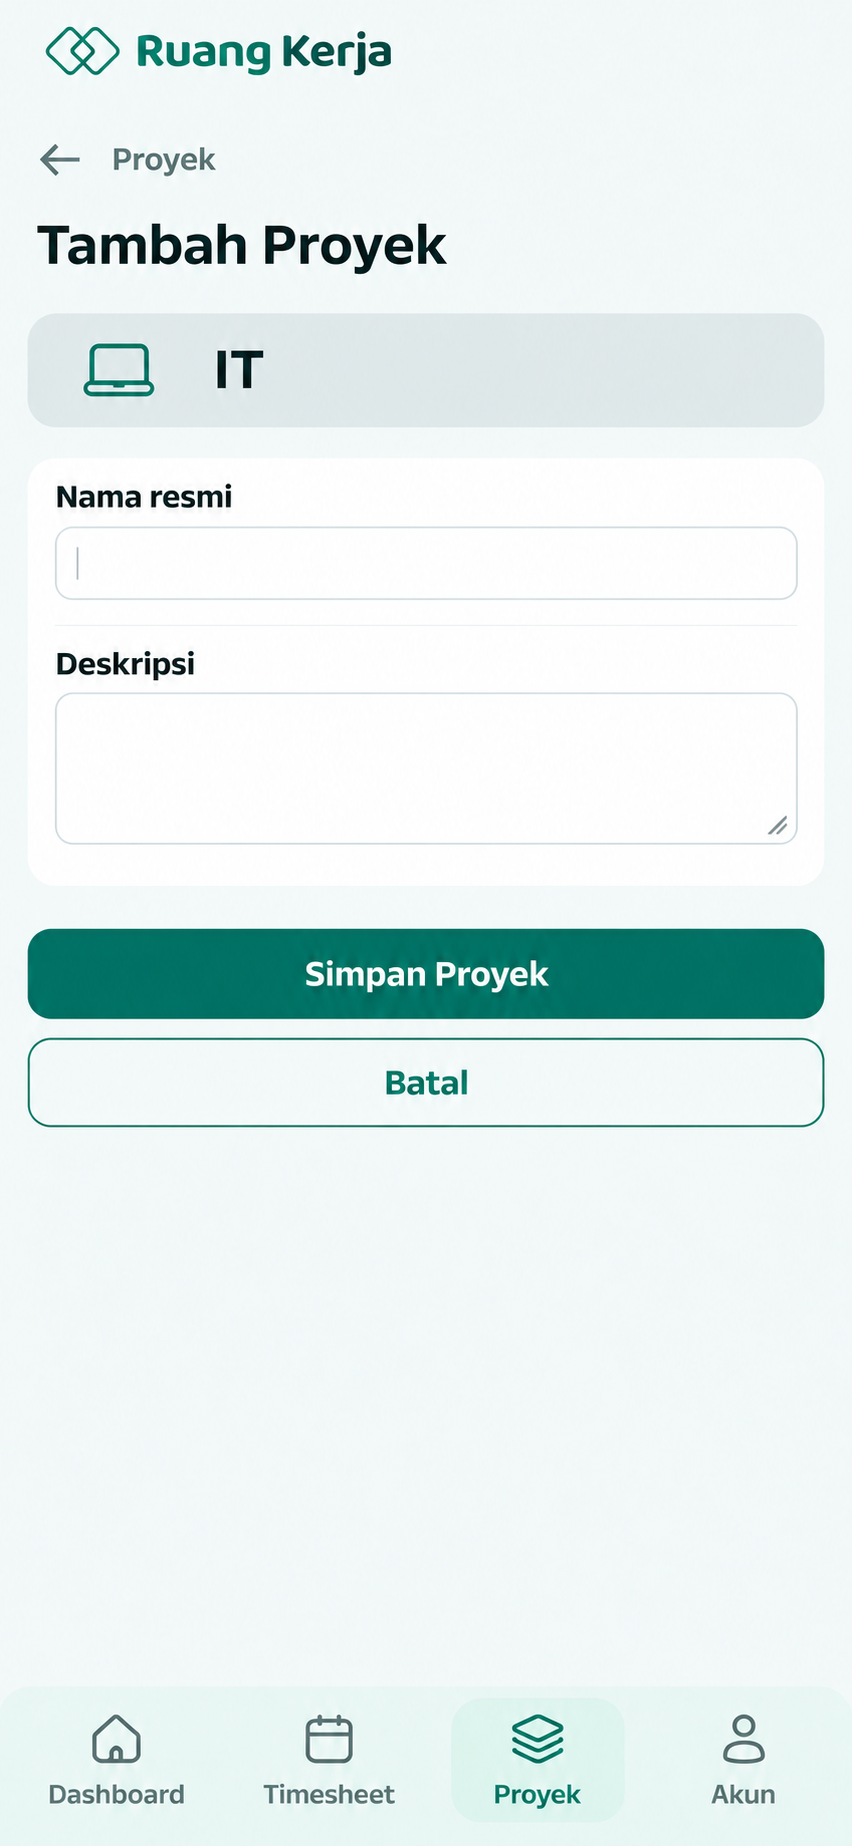 Ruang Kerja
Proyek
Tambah Proyek
IT
Nama resmi
Deskripsi
Simpan Proyek
Batal
Dashboard
Timesheet
Proyek
Akun